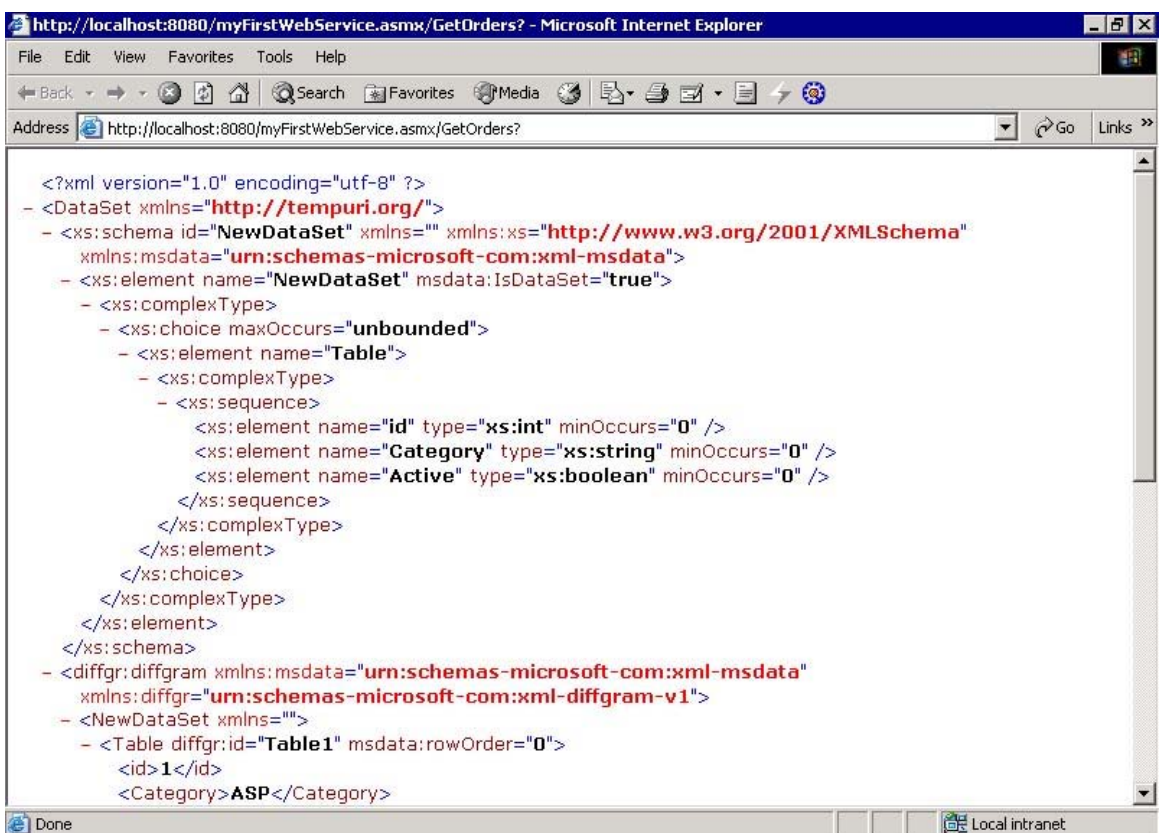 http://localhost:8080/myFirstWebService.asmx/GetOrders? - Microsoft Internet Explorer
File Edit View Favorites Tools Help
Back Search Favorites Media
Address http://localhost:8080/myFirstWebService.asmx/GetOrders? Go Links »
<?xml version="1.0" encoding="utf-8" ?>
- <DataSet xmlns="http://tempuri.org/">
- <xs:schema id="NewDataSet" xmlns="" xmlns:xs="http://www.w3.org/2001/XMLSchema"
xmlns:msdata="urn:schemas-microsoft-com:xml-msdata">
- <xs:element name="NewDataSet" msdata:IsDataSet="true">
- <xs:complexType>
- <xs:choice maxOccurs="unbounded">
- <xs:element name="Table">
- <xs:complexType>
- <xs:sequence>
<xs:element name="id" type="xs:int" minOccurs="0" />
<xs:element name="Category" type="xs:string" minOccurs="0" />
<xs:element name="Active" type="xs:boolean" minOccurs="0" />
</xs:sequence>
</xs:complexType>
</xs:element>
</xs:choice>
</xs:complexType>
</xs:element>
</xs:schema>
- <diffgr:diffgram xmlns:msdata="urn:schemas-microsoft-com:xml-msdata"
xmlns:diffgr="urn:schemas-microsoft-com:xml-diffgram-v1">
- <NewDataSet xmlns="">
- <Table diffgr:id="Table1" msdata:rowOrder="0">
<id>1</id>
<Category>ASP</Category>
Done Local intranet